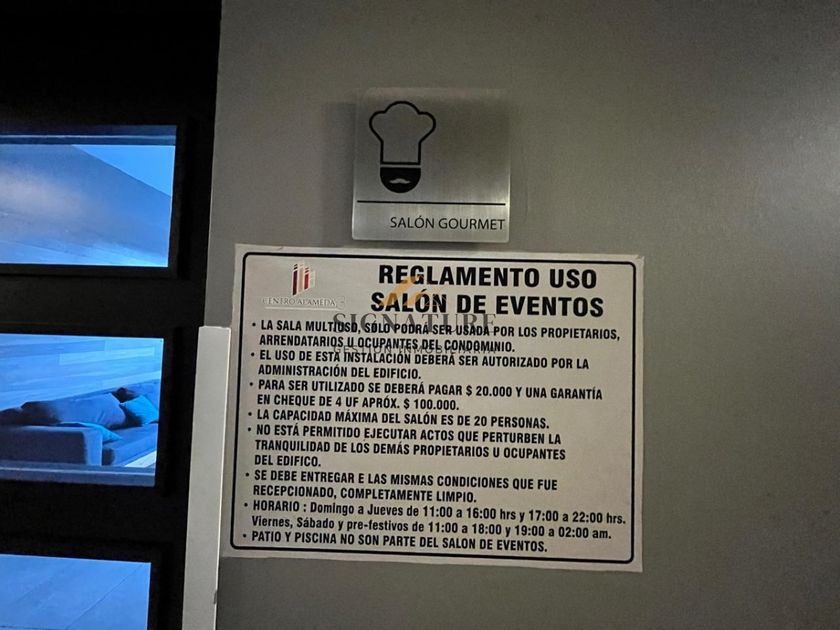 SALÓN GOURMET
CENTRO ALAMEDA 3
REGLAMENTO USO
SALÓN DE EVENTOS
SIGNATURE
GESTIÓN INMOBILIARIA
• LA SALA MULTIUSO, SÓLO PODRÁ SER USADA POR LOS PROPIETARIOS,
ARRENDATARIOS U OCUPANTES DEL CONDOMINIO.
• EL USO DE ESTA INSTALACIÓN DEBERÁ SER AUTORIZADO POR LA
ADMINISTRACIÓN DEL EDIFICIO.
• PARA SER UTILIZADO SE DEBERÁ PAGAR $ 20.000 Y UNA GARANTÍA
EN CHEQUE DE 4 UF APRÓX. $ 100.000.
• LA CAPACIDAD MÁXIMA DEL SALÓN ES DE 20 PERSONAS.
• NO ESTÁ PERMITIDO EJECUTAR ACTOS QUE PERTURBEN LA
TRANQUILIDAD DE LOS DEMÁS PROPIETARIOS U OCUPANTES
DEL EDIFICO.
• SE DEBE ENTREGAR E LAS MISMAS CONDICIONES QUE FUE
RECEPCIONADO, COMPLETAMENTE LIMPIO.
• HORARIO : Domingo a Jueves de 11:00 a 16:00 hrs y 17:00 a 22:00 hrs.
Viernes, Sábado y pre-festivos de 11:00 a 18:00 y 19:00 a 02:00 am.
• PATIO Y PISCINA NO SON PARTE DEL SALON DE EVENTOS.